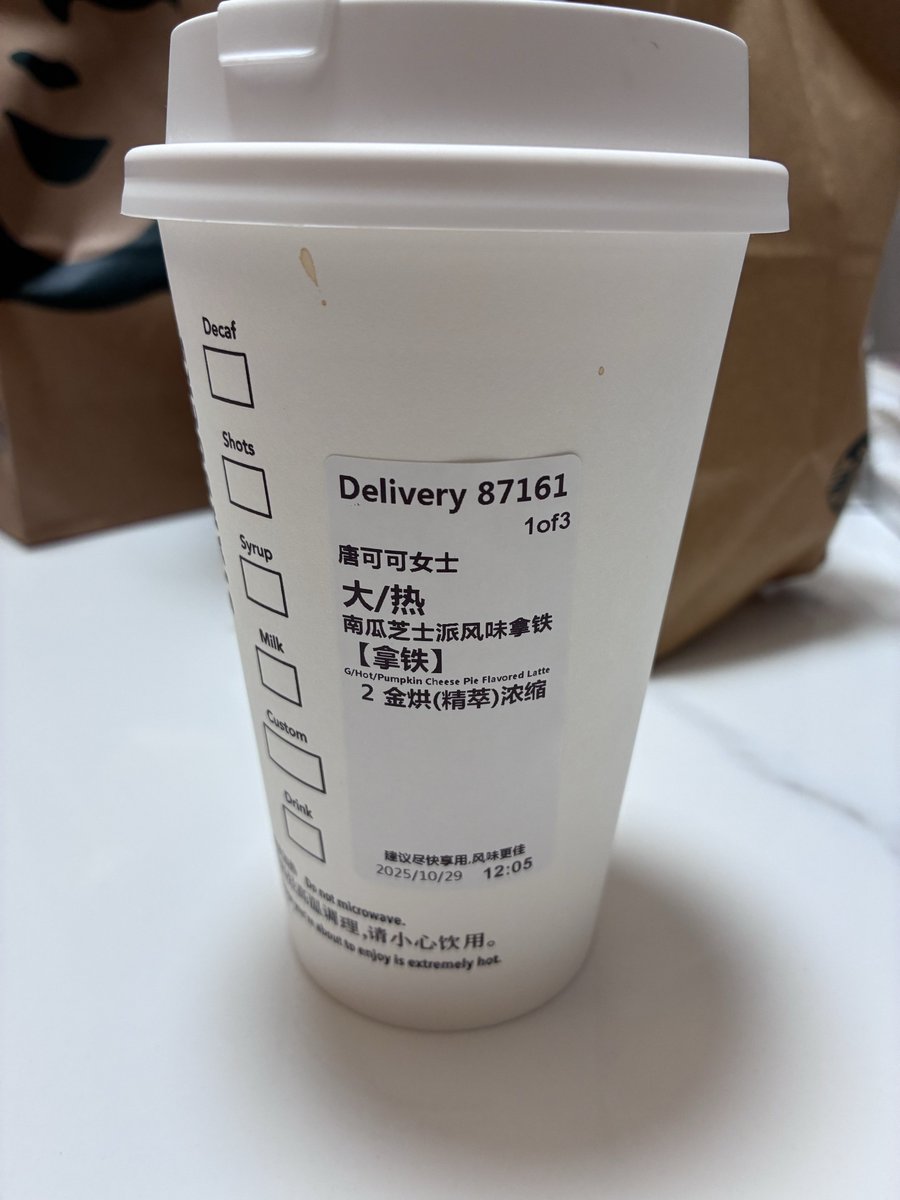 Decaf
Shots
Syrup
Milk
Custom
Drink
Delivery 87161
1of3
唐可可女士
大/热
南瓜芝士派风味拿铁
【拿铁】
G/Hot/Pumpkin Cheese Pie Flavored Latte
2 金烘(精萃)浓缩
建议尽快享用,风味更佳
2025/10/29 12:05
Do not microwave.
调理,请小心饮用。
about to enjoy is extremely hot.